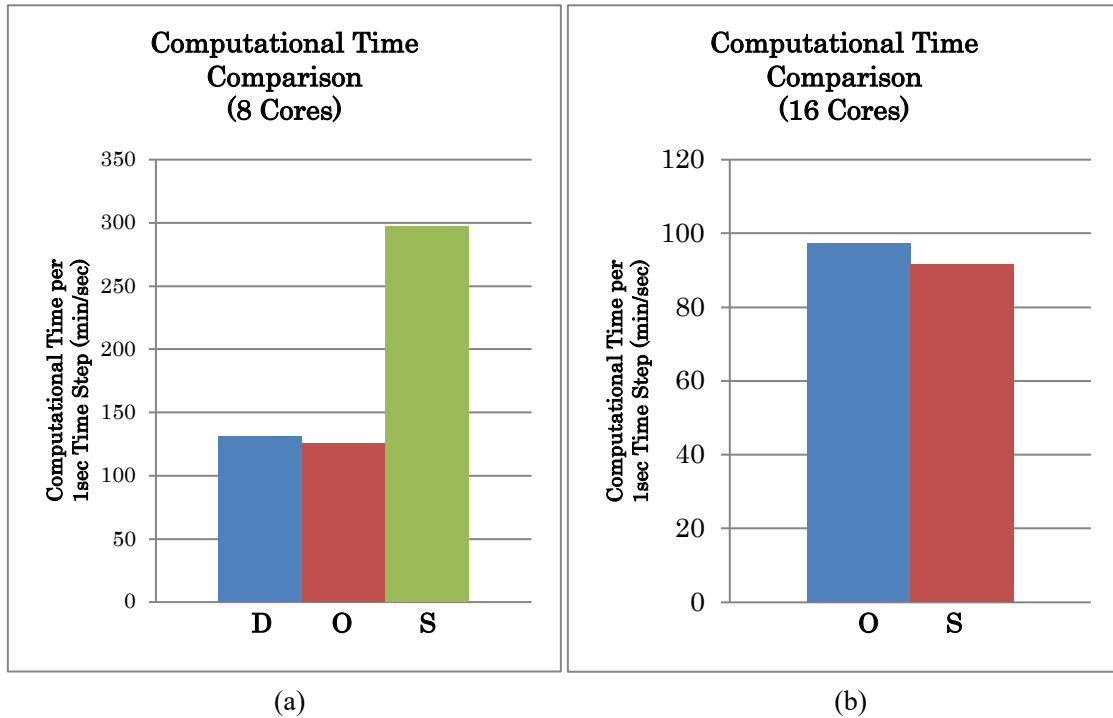 Computational Time
Comparison
(8 Cores)
350
300
250
200
150
100
50
0
Computational Time per
1sec Time Step (min/sec)
D O S
(a)
Computational Time
Comparison
(16 Cores)
120
100
80
60
40
20
0
Computational Time per
1sec Time Step (min/sec)
O S
(b)